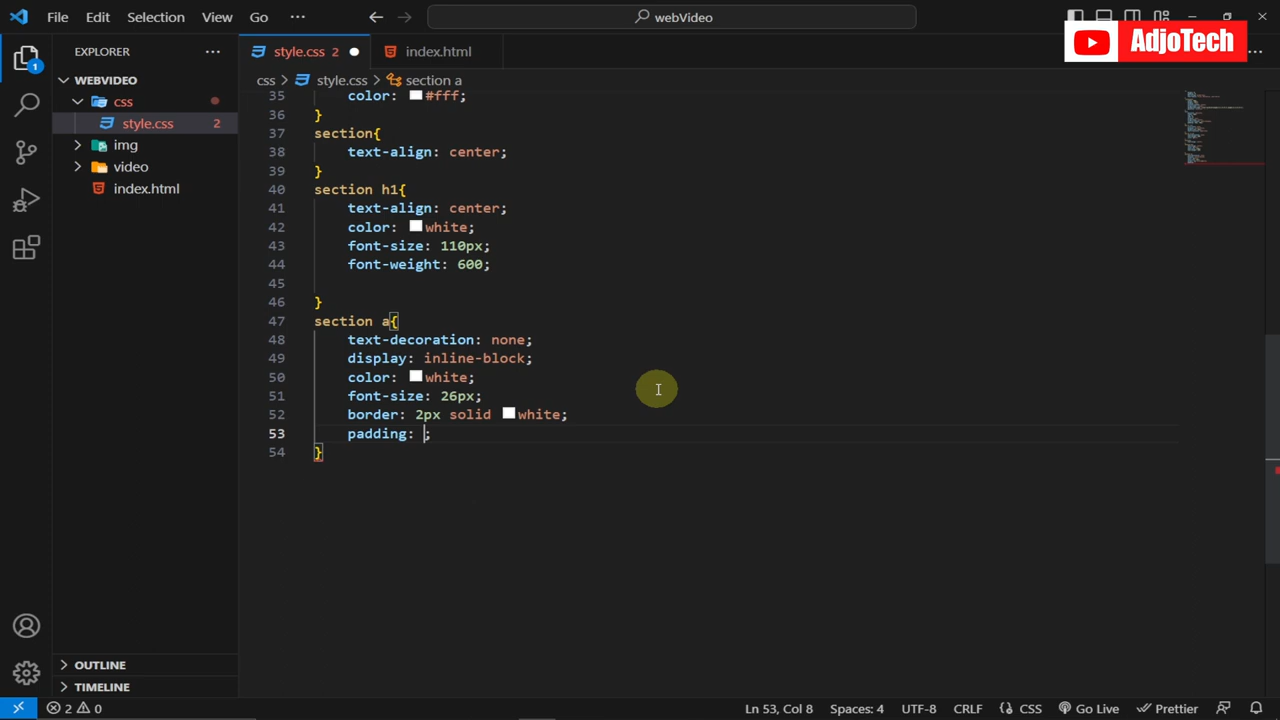 File Edit Selection View Go ··· webVideo
AdjoTech
EXPLORER ···
style.css 2
index.html
···
WEBVIDEO
css > style.css > section a
css
style.css 2
img
video
index.html
35 color: #fff;
36 }
37 section{
38 text-align: center;
39 }
40 section h1{
41 text-align: center;
42 color: white;
43 font-size: 110px;
44 font-weight: 600;
45
46 }
47 section a{
48 text-decoration: none;
49 display: inline-block;
50 color: white;
51 font-size: 26px;
52 border: 2px solid white;
53 padding: ;
54 }
1
OUTLINE
TIMELINE
2 0 Ln 53, Col 8 Spaces: 4 UTF-8 CRLF {} CSS Go Live Prettier